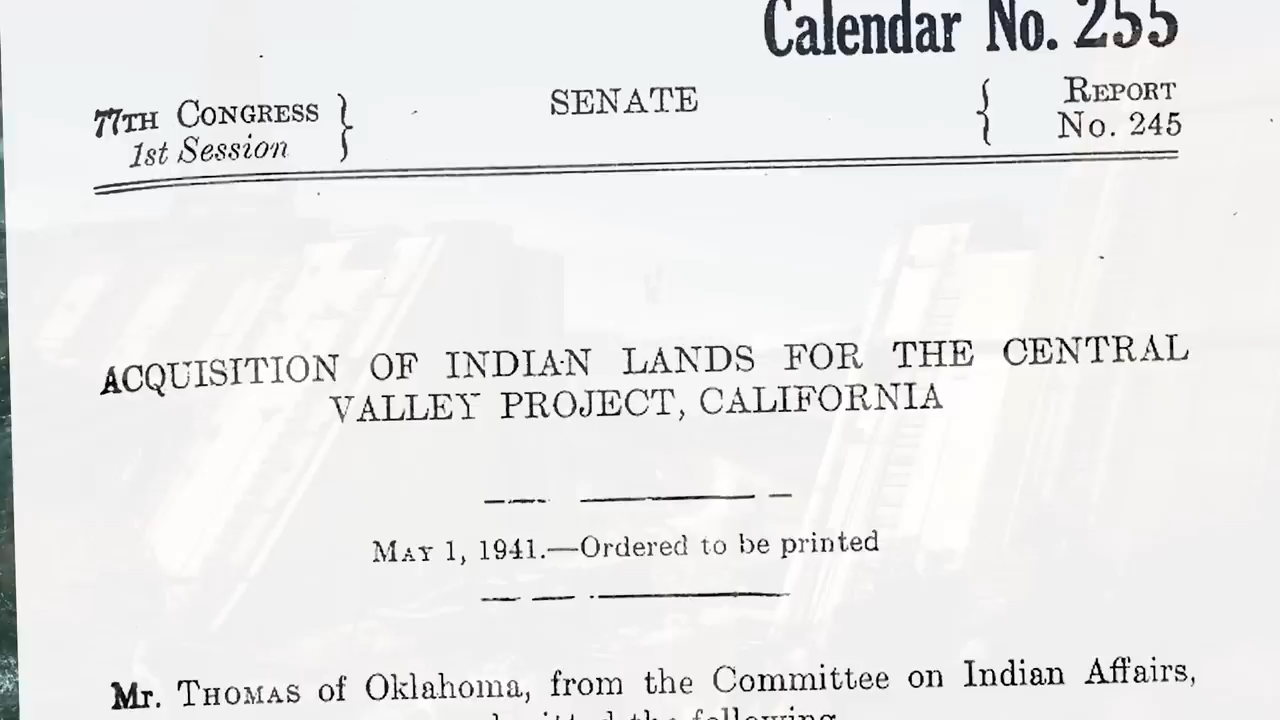 Calendar No. 255
77TH CONGRESS
1st Session
SENATE
REPORT
No. 245
ACQUISITION OF INDIAN LANDS FOR THE CENTRAL
VALLEY PROJECT, CALIFORNIA
MAY 1, 1941.—Ordered to be printed
Mr. THOMAS of Oklahoma, from the Committee on Indian Affairs,
the following